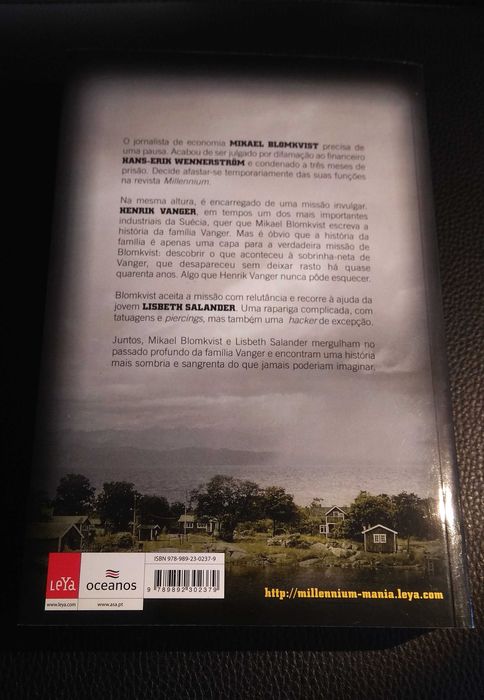 O jornalista de economia MIKAEL BLOMKVIST precisa de
uma pausa. Acabou de ser julgado por difamação ao financeiro
HANS-ERIK WENNERSTRÖM e condenado a três meses de
prisão. Decide afastar-se temporariamente das suas funções
na revista Millennium.
Na mesma altura, é encarregado de uma missão invulgar.
HENRIK VANGER, em tempos um dos mais importantes
industriais da Suécia, quer que Mikael Blomkvist escreva a
história da família Vanger. Mas é óbvio que a história da
família é apenas uma capa para a verdadeira missão de
Blomkvist: descobrir o que aconteceu à sobrinha-neta de
Vanger, que desapareceu sem deixar rasto há quase
quarenta anos. Algo que Henrik Vanger nunca pôde esquecer.
Blomkvist aceita a missão com relutância e recorre à ajuda da
jovem LISBETH SALANDER. Uma rapariga complicada, com
tatuagens e piercings, mas também uma hacker de excepção.
Juntos, Mikael Blomkvist e Lisbeth Salander mergulham no
passado profundo da família Vanger e encontram uma história
mais sombria e sangrenta do que jamais poderiam imaginar.
LEYA
www.leya.com
oceanos
www.asa.pt
ISBN 978-989-23-0237-9
9 789892 302379
http://millennium-mania.leya.com